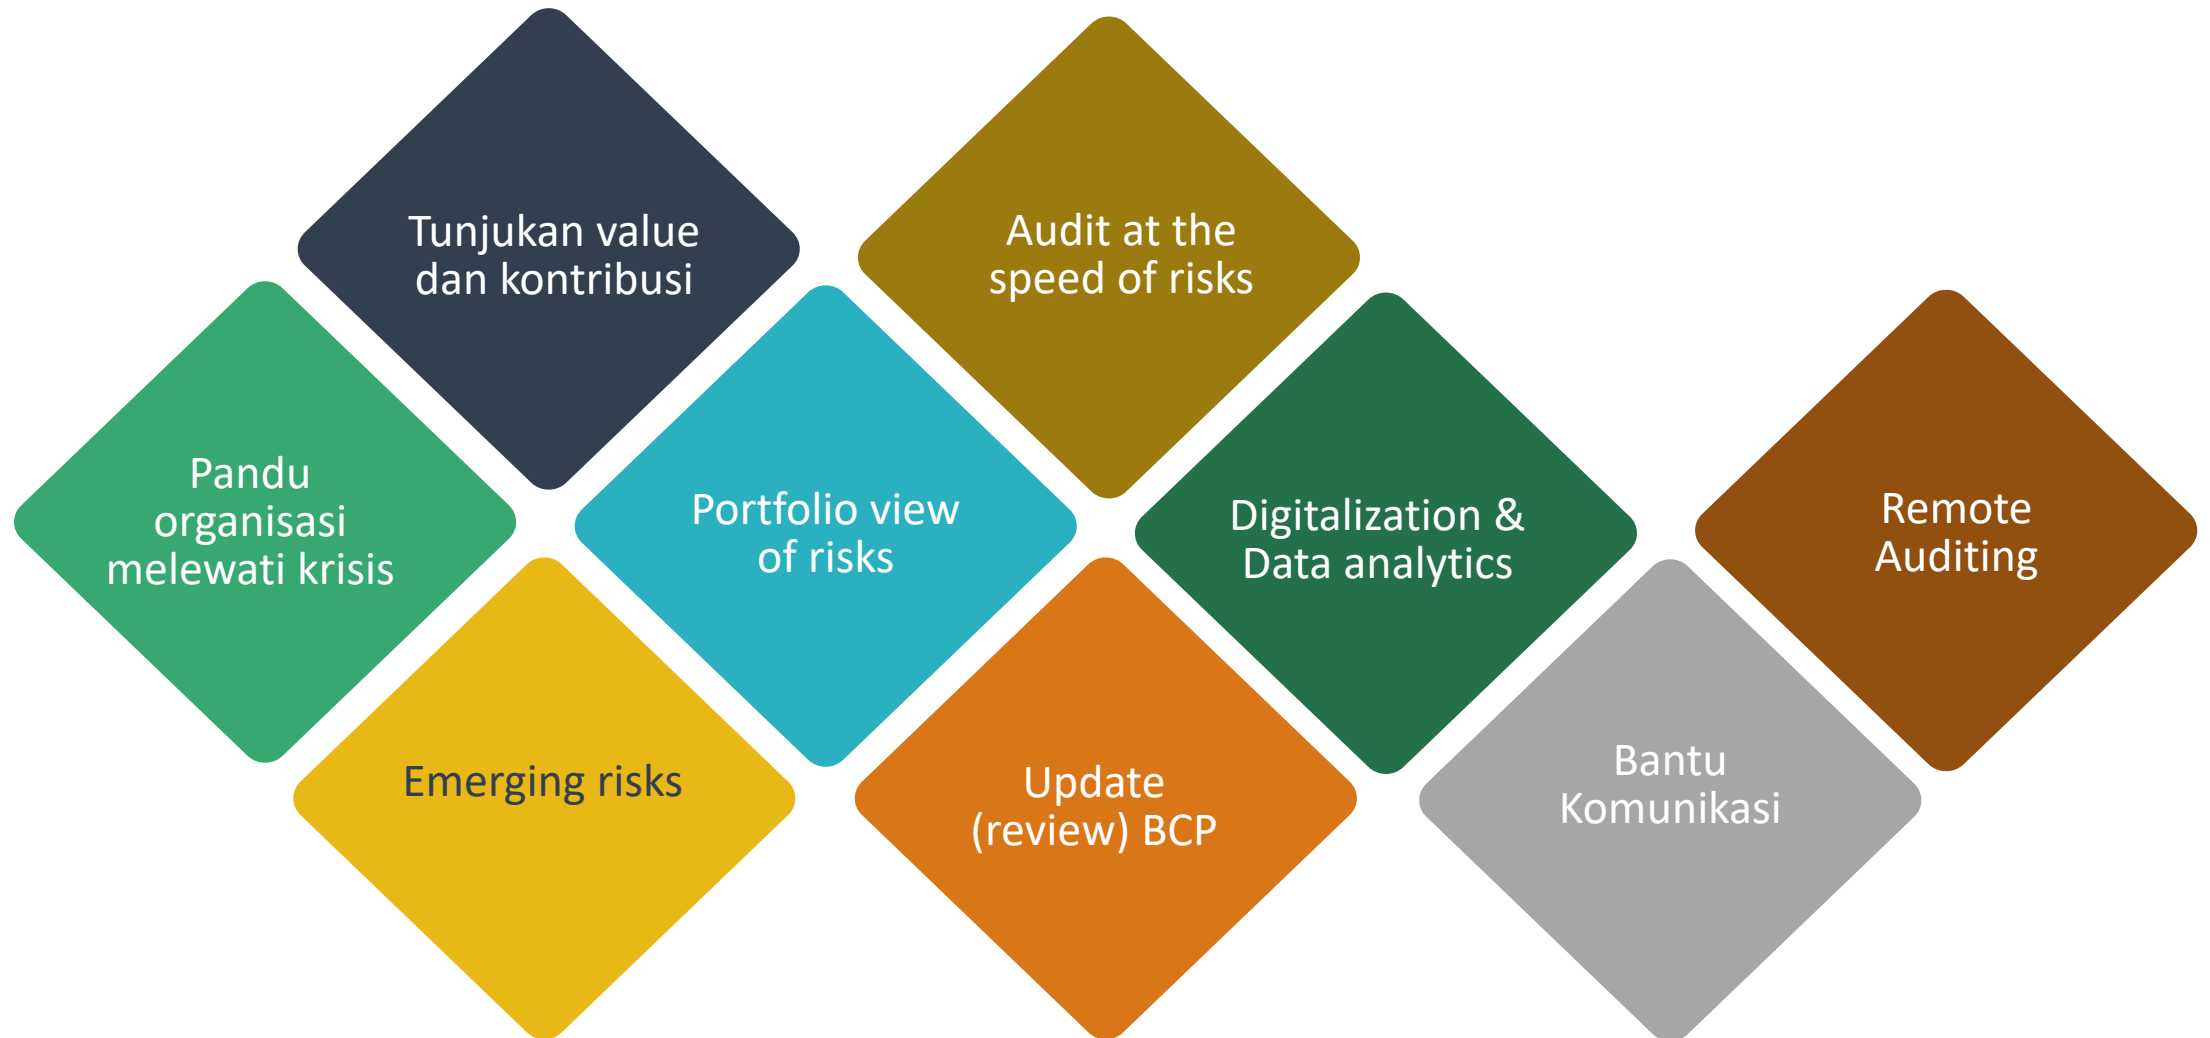 Tunjukan value
dan kontribusi
Audit at the
speed of risks
Pandu
organisasi
melewati krisis
Portfolio view
of risks
Digitalization &
Data analytics
Remote
Auditing
Emerging risks
Update
(review) BCP
Bantu
Komunikasi